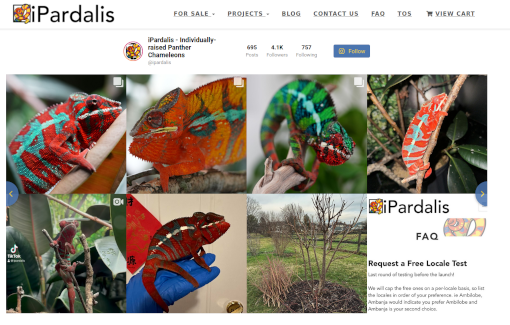 iPardalis
FOR SALE PROJECTS BLOG CONTACT US FAQ TOS VIEW CART
iPardalis - Individually-
raised Panther
Chameleons
@ipardalis
695 4.1K 757
Posts Followers Following
Follow
TikTok
iPardalis
FAQ
Request a Free Locale Test
Last round of testing before the launch!
We will cap the free ones on a per-locale basis, so list
the locales in order of your preference. ie Ambilobe,
Ambanja would indicate you prefer Ambilobe and
Ambanja is your second choice.